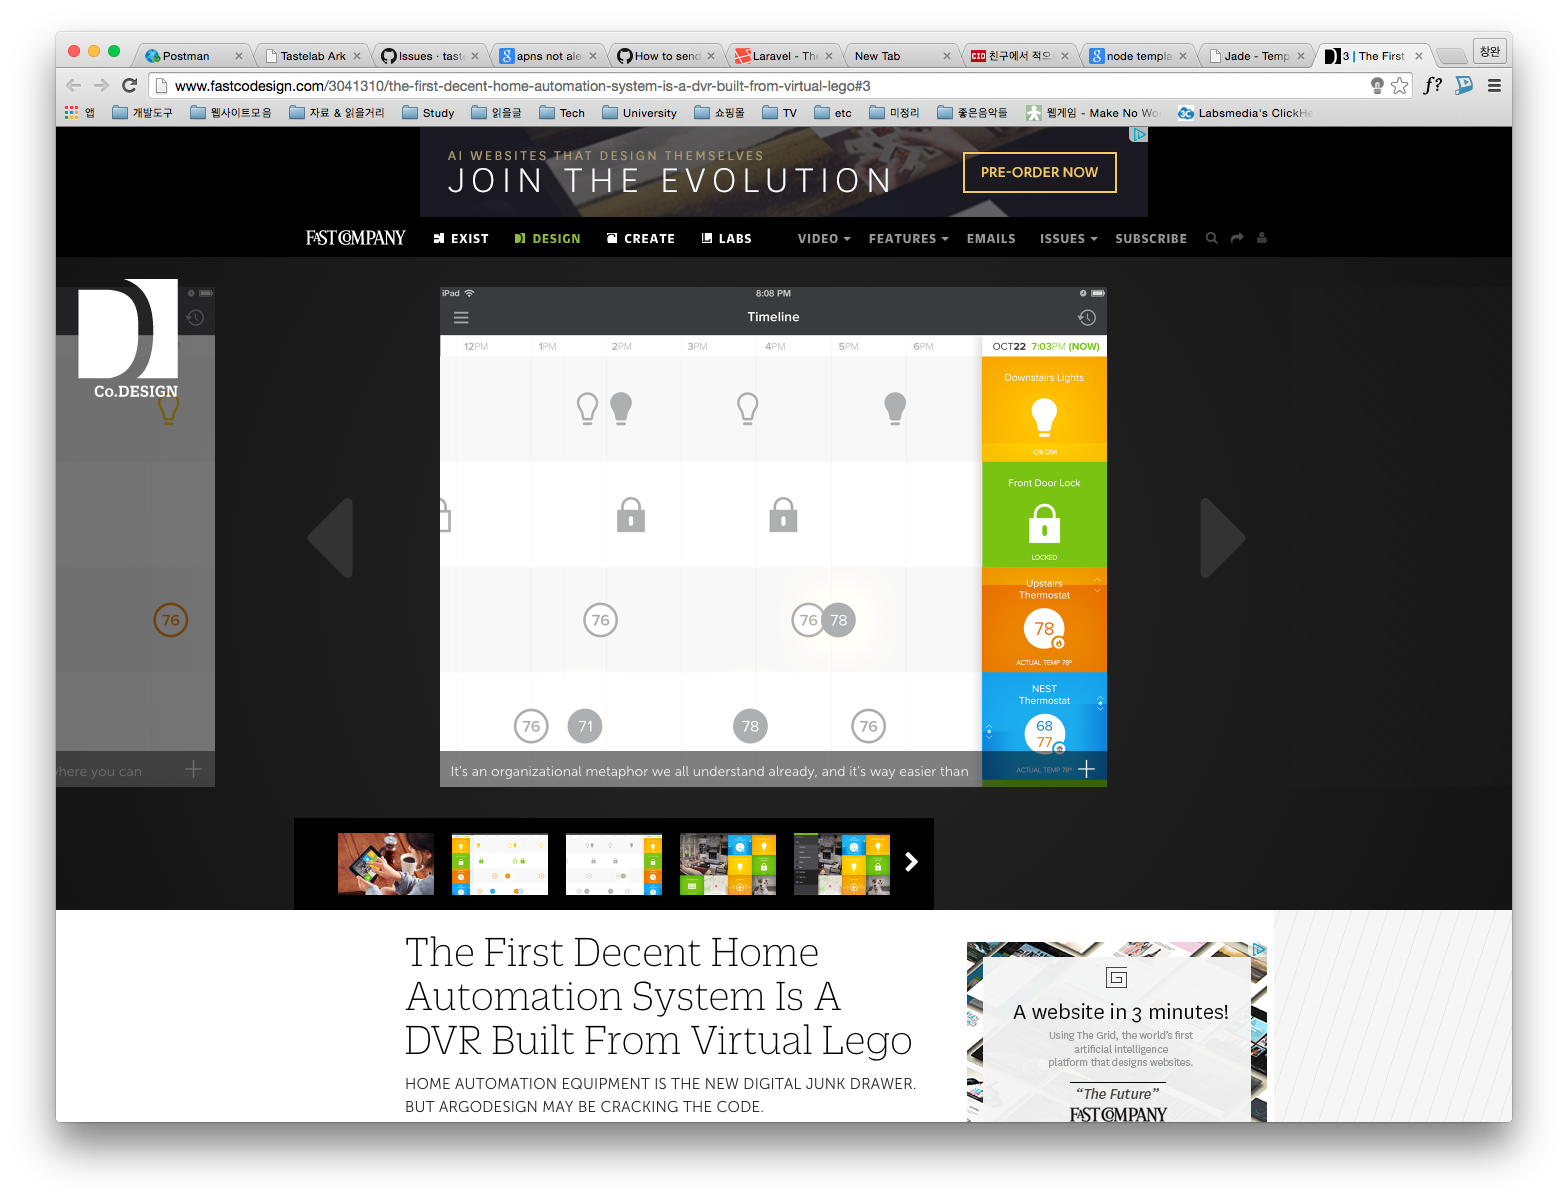 Postman
Tastelab Ark
Issues · taste
apns not ale
How to send
Laravel - The
New Tab
CIO 친구에서 적으
node templa
Jade - Temp
3 | The First
창완
www.fastcodesign.com/3041310/the-first-decent-home-automation-system-is-a-dvr-built-from-virtual-lego#3
f?
앱
개발도구
웹사이트모음
자료 & 읽을거리
Study
읽을글
Tech
University
쇼핑몰
TV
etc
미정리
좋은음악들
웹게임 - Make No Wo
Labsmedia's ClickHe
AI WEBSITES THAT DESIGN THEMSELVES
JOIN THE EVOLUTION
PRE-ORDER NOW
FAST COMPANY
EXIST
DESIGN
CREATE
LABS
VIDEO
FEATURES
EMAILS
ISSUES
SUBSCRIBE
Co.DESIGN
76
where you can
iPad
8:08 PM
Timeline
12PM
1PM
2PM
3PM
4PM
5PM
6PM
OCT22 7:03PM (NOW)
Downstairs Lights
0% DIM
Front Door Lock
LOCKED
76
76
78
Upstairs
Thermostat
78
ACTUAL TEMP 78°
76
71
78
76
NEST
Thermostat
68
77
ACTUAL TEMP 78°
It's an organizational metaphor we all understand already, and it's way easier than
The First Decent Home
Automation System Is A
DVR Built From Virtual Lego
HOME AUTOMATION EQUIPMENT IS THE NEW DIGITAL JUNK DRAWER.
BUT ARGODESIGN MAY BE CRACKING THE CODE.
A website in 3 minutes!
Using The Grid, the world's first
artificial intelligence
platform that designs websites.
“The Future”
FAST COMPANY